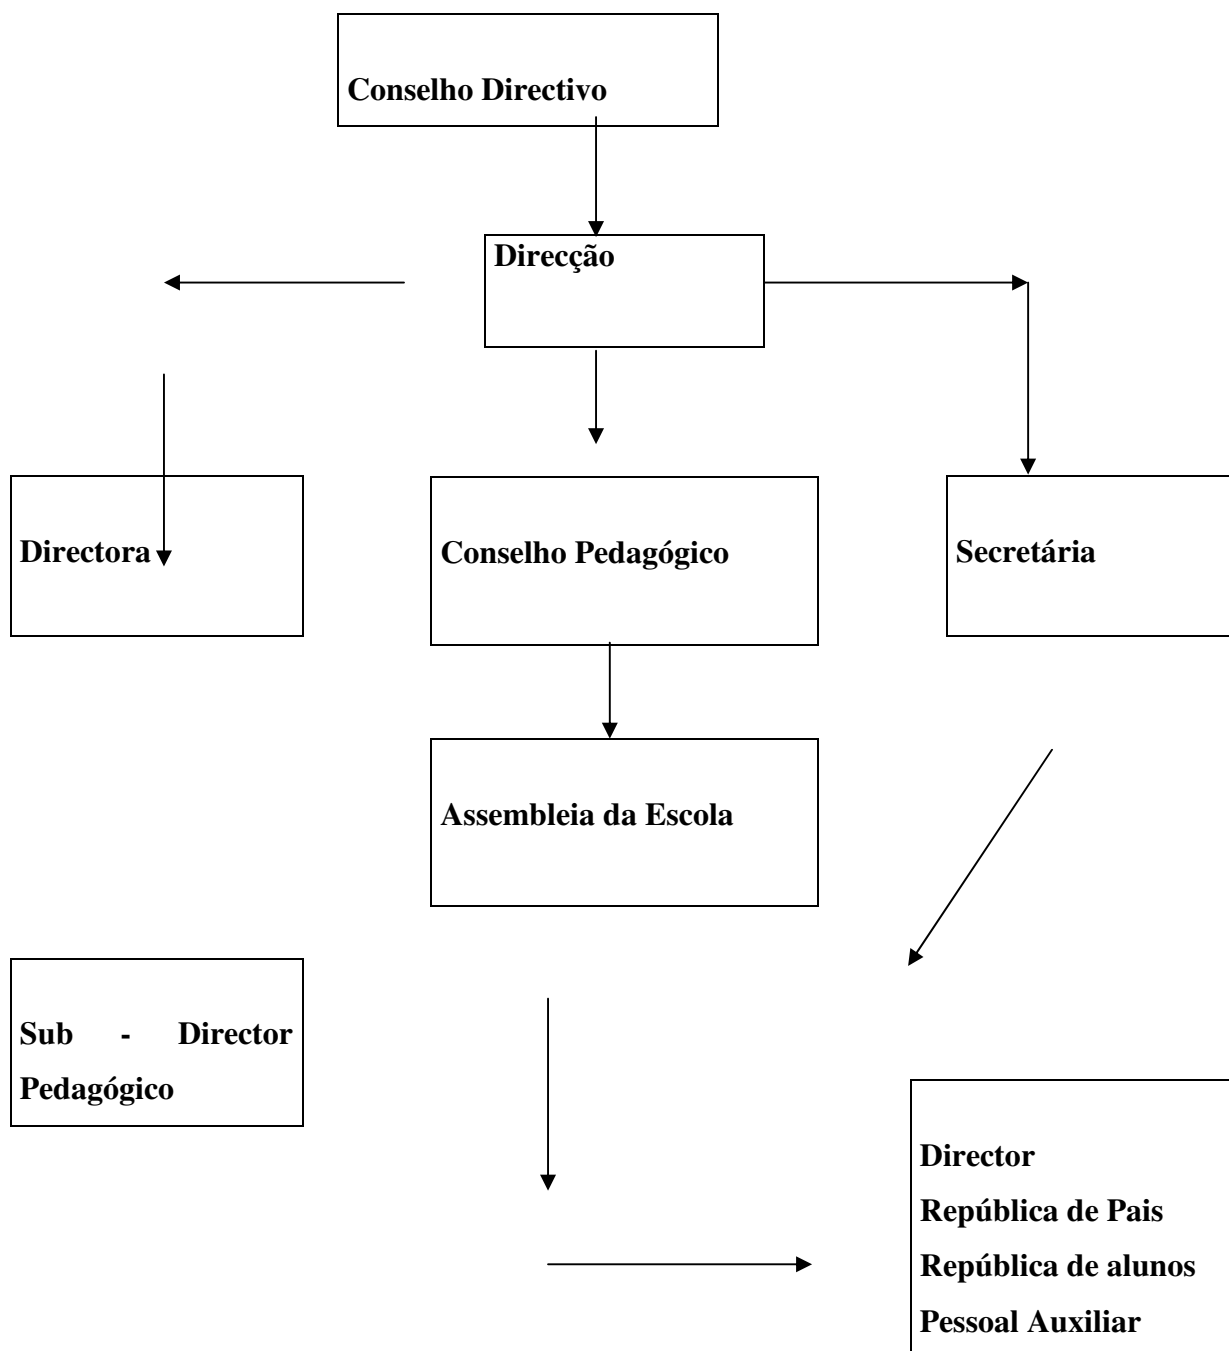 Conselho Directivo
Direcção
Directora
Conselho Pedagógico
Secretária
Assembleia da Escola
Sub - Director
Pedagógico
Director
República de Pais
República de alunos
Pessoal Auxiliar